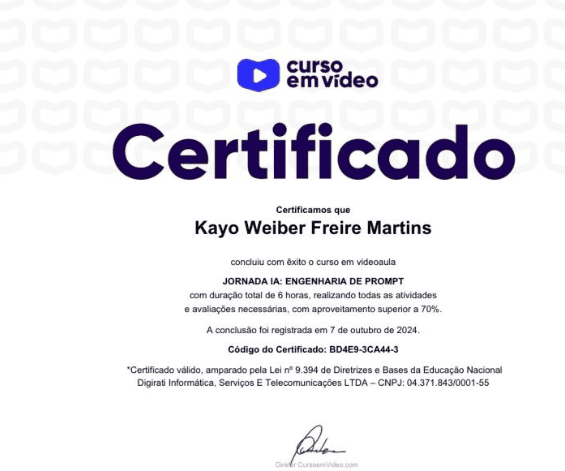 curso
em vídeo
Certificado
Certificamos que
Kayo Weiber Freire Martins
concluiu com êxito o curso em videoaula
JORNADA IA: ENGENHARIA DE PROMPT
com duração total de 6 horas, realizando todas as atividades
e avaliações necessárias, com aproveitamento superior a 70%.
A conclusão foi registrada em 7 de outubro de 2024.
Código do Certificado: BD4E9-3CA44-3
*Certificado válido, amparado pela Lei nº 9.394 de Diretrizes e Bases da Educação Nacional
Digirati Informática, Serviços E Telecomunicações LTDA – CNPJ: 04.371.843/0001-55
Diretor CursoemVideo.com